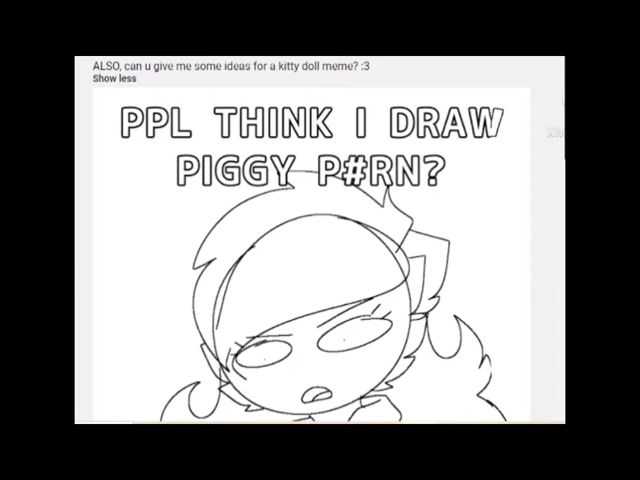 ALSO, can u give me some ideas for a kitty doll meme? :3
Show less
PPL THINK I DRAW
PIGGY P#RN?